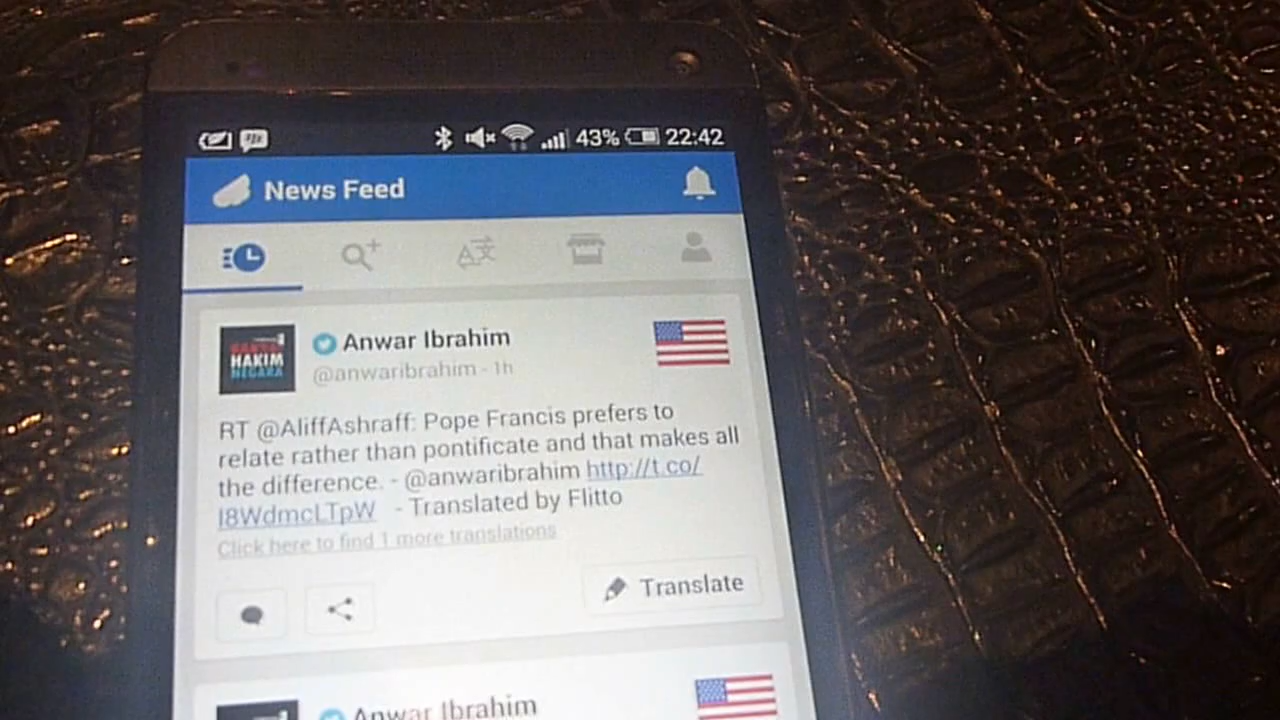 43% 22:42
News Feed
HAKIM
NEGARA
Anwar Ibrahim
@anwaribrahim - 1h
RT @AliffAshraff: Pope Francis prefers to
relate rather than pontificate and that makes all
the difference. - @anwaribrahim http://t.co/
I8WdmcLTpW - Translated by Flitto
Click here to find 1 more translations
Translate
Anwar Ibrahim